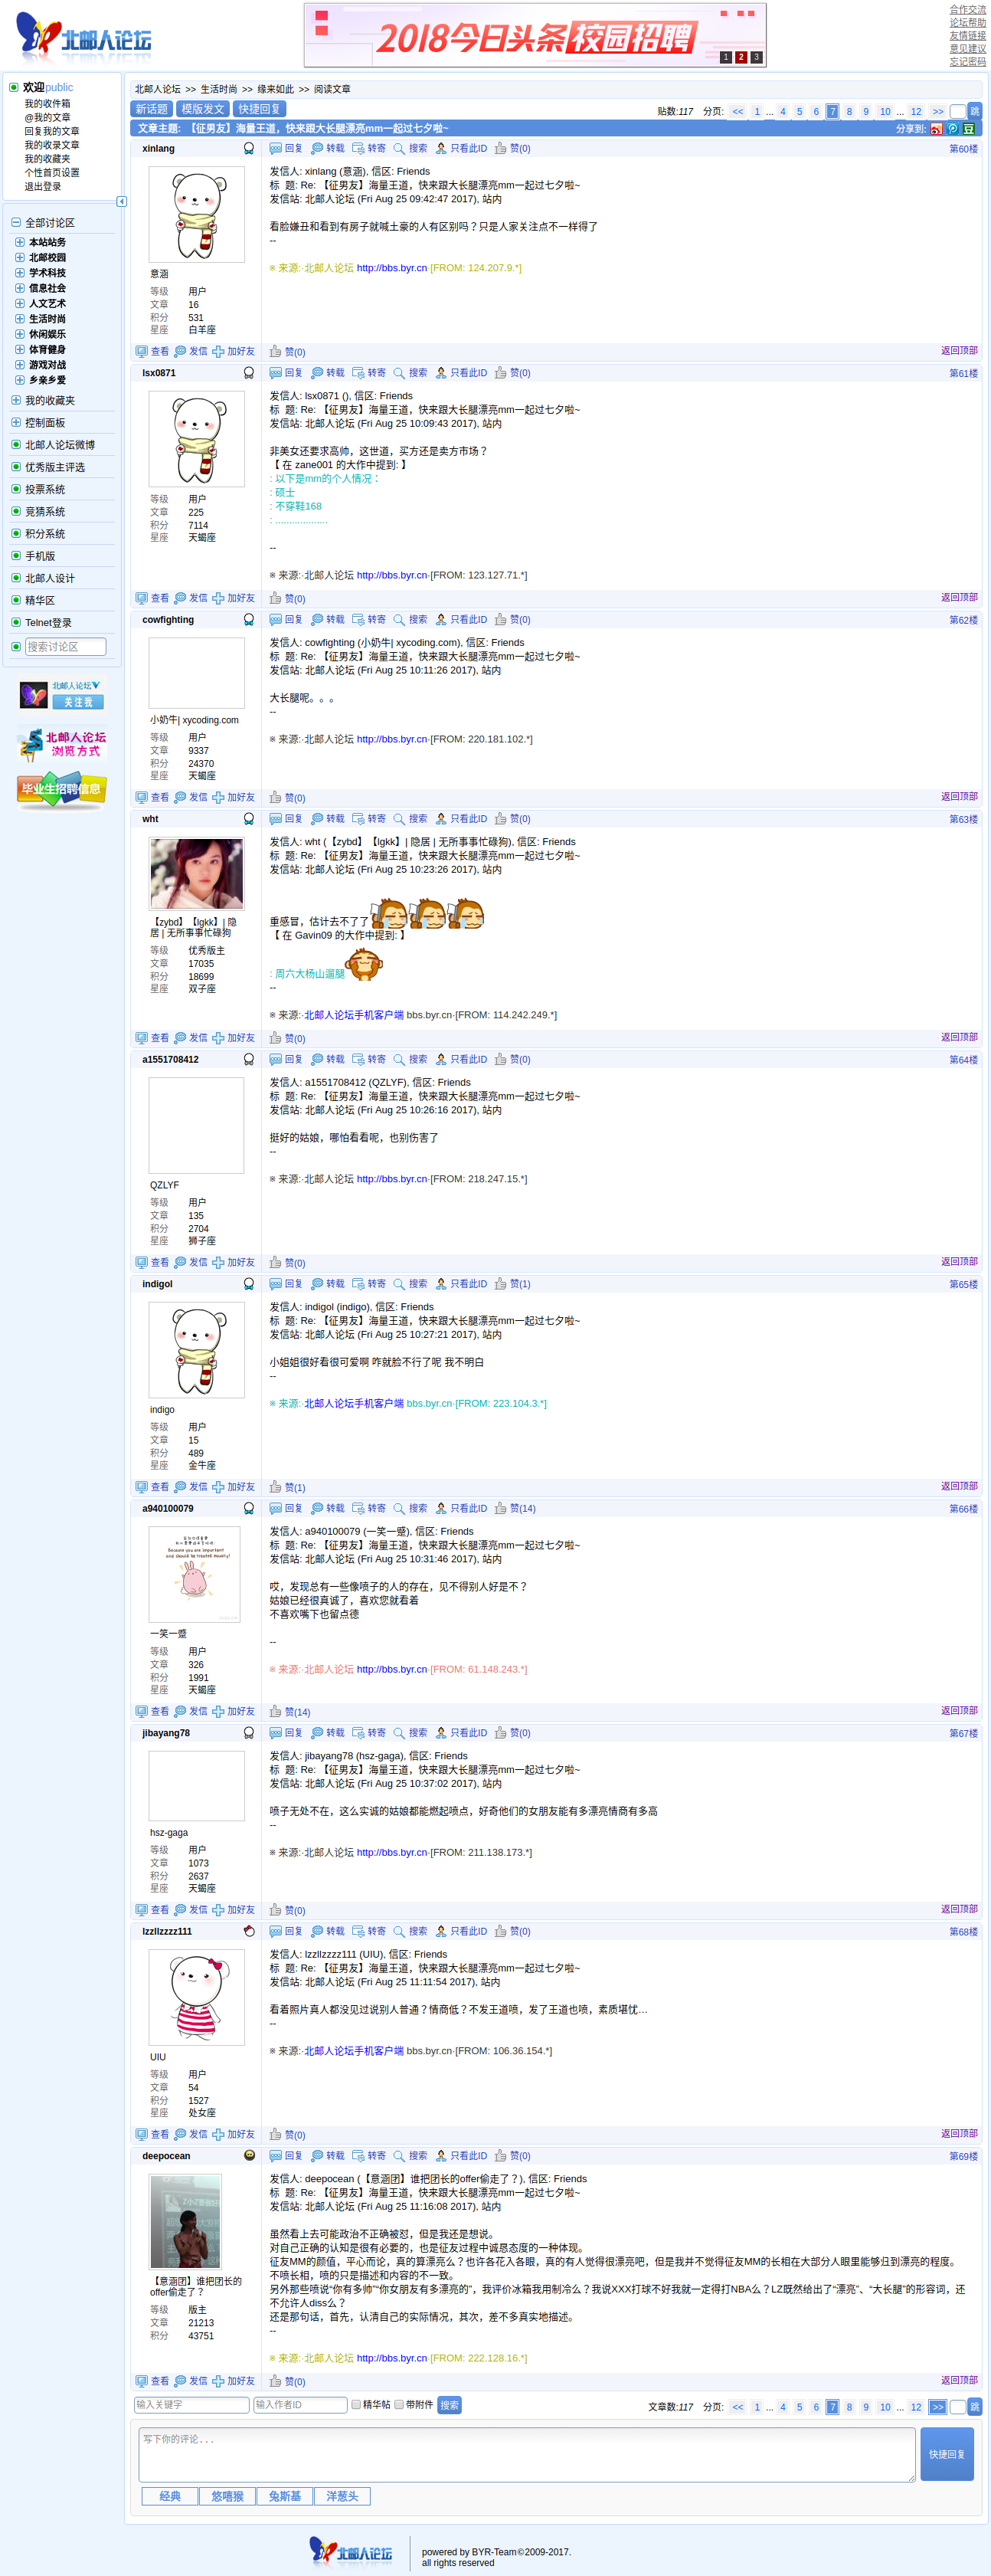 北邮人论坛
2018今日头条校园招聘
1 2 3
合作交流
论坛帮助
友情链接
意见建议
忘记密码
欢迎public
我的收件箱
@我的文章
回复我的文章
我的收录文章
我的收藏夹
个性首页设置
退出登录
全部讨论区
本站站务
北邮校园
学术科技
信息社会
人文艺术
生活时尚
休闲娱乐
体育健身
游戏对战
乡亲乡爱
我的收藏夹
控制面板
北邮人论坛微博
优秀版主评选
投票系统
竞猜系统
积分系统
手机版
北邮人设计
精华区
Telnet登录
搜索讨论区
北邮人论坛
关注我
北邮人论坛
浏览方式
毕业生招聘信息
北邮人论坛 >> 生活时尚 >> 缘来如此 >> 阅读文章
新话题 模版发文 快捷回复
贴数:117 分页: << 1 ... 4 5 6 7 8 9 10 ... 12 >> 跳
文章主题: 【征男友】海量王道，快来跟大长腿漂亮mm一起过七夕啦~ 分享到:
xinlang 回复 转载 转寄 搜索 只看此ID 赞(0) 第60楼
意涵
等级 用户
文章 16
积分 531
星座 白羊座
发信人: xinlang (意涵), 信区: Friends
标 题: Re: 【征男友】海量王道，快来跟大长腿漂亮mm一起过七夕啦~
发信站: 北邮人论坛 (Fri Aug 25 09:42:47 2017), 站内
看脸嫌丑和看到有房子就喊土豪的人有区别吗？只是人家关注点不一样得了
--
※ 来源:·北邮人论坛 http://bbs.byr.cn·[FROM: 124.207.9.*]
查看 发信 加好友 赞(0) 返回顶部
lsx0871 回复 转载 转寄 搜索 只看此ID 赞(0) 第61楼
等级 用户
文章 225
积分 7114
星座 天蝎座
发信人: lsx0871 (), 信区: Friends
标 题: Re: 【征男友】海量王道，快来跟大长腿漂亮mm一起过七夕啦~
发信站: 北邮人论坛 (Fri Aug 25 10:09:43 2017), 站内
非美女还要求高帅，这世道，买方还是卖方市场？
【 在 zane001 的大作中提到: 】
: 以下是mm的个人情况：
: 硕士
: 不穿鞋168
: ...................
--
※ 来源:·北邮人论坛 http://bbs.byr.cn·[FROM: 123.127.71.*]
查看 发信 加好友 赞(0) 返回顶部
cowfighting 回复 转载 转寄 搜索 只看此ID 赞(0) 第62楼
小奶牛| xycoding.com
等级 用户
文章 9337
积分 24370
星座 天蝎座
发信人: cowfighting (小奶牛| xycoding.com), 信区: Friends
标 题: Re: 【征男友】海量王道，快来跟大长腿漂亮mm一起过七夕啦~
发信站: 北邮人论坛 (Fri Aug 25 10:11:26 2017), 站内
大长腿呢。。。
--
※ 来源:·北邮人论坛 http://bbs.byr.cn·[FROM: 220.181.102.*]
查看 发信 加好友 赞(0) 返回顶部
wht 回复 转载 转寄 搜索 只看此ID 赞(0) 第63楼
【zybd】【lgkk】| 隐
居 | 无所事事忙碌狗
等级 优秀版主
文章 17035
积分 18699
星座 双子座
发信人: wht (【zybd】【lgkk】| 隐居 | 无所事事忙碌狗), 信区: Friends
标 题: Re: 【征男友】海量王道，快来跟大长腿漂亮mm一起过七夕啦~
发信站: 北邮人论坛 (Fri Aug 25 10:23:26 2017), 站内
重感冒，估计去不了了
【 在 Gavin09 的大作中提到: 】
: 周六大杨山遛腿
--
※ 来源:·北邮人论坛手机客户端 bbs.byr.cn·[FROM: 114.242.249.*]
查看 发信 加好友 赞(0) 返回顶部
a1551708412 回复 转载 转寄 搜索 只看此ID 赞(0) 第64楼
QZLYF
等级 用户
文章 135
积分 2704
星座 狮子座
发信人: a1551708412 (QZLYF), 信区: Friends
标 题: Re: 【征男友】海量王道，快来跟大长腿漂亮mm一起过七夕啦~
发信站: 北邮人论坛 (Fri Aug 25 10:26:16 2017), 站内
挺好的姑娘，哪怕看看呢，也别伤害了
--
※ 来源:·北邮人论坛 http://bbs.byr.cn·[FROM: 218.247.15.*]
查看 发信 加好友 赞(0) 返回顶部
indigol 回复 转载 转寄 搜索 只看此ID 赞(1) 第65楼
indigo
等级 用户
文章 15
积分 489
星座 金牛座
发信人: indigol (indigo), 信区: Friends
标 题: Re: 【征男友】海量王道，快来跟大长腿漂亮mm一起过七夕啦~
发信站: 北邮人论坛 (Fri Aug 25 10:27:21 2017), 站内
小姐姐很好看很可爱啊 咋就脸不行了呢 我不明白
--
※ 来源:·北邮人论坛手机客户端 bbs.byr.cn·[FROM: 223.104.3.*]
查看 发信 加好友 赞(1) 返回顶部
a940100079 回复 转载 转寄 搜索 只看此ID 赞(14) 第66楼
Because you are important
and should be treated nicely!
一笑一蹙
等级 用户
文章 326
积分 1991
星座 天蝎座
发信人: a940100079 (一笑一蹙), 信区: Friends
标 题: Re: 【征男友】海量王道，快来跟大长腿漂亮mm一起过七夕啦~
发信站: 北邮人论坛 (Fri Aug 25 10:31:46 2017), 站内
哎，发现总有一些像喷子的人的存在，见不得别人好是不？
姑娘已经很真诚了，喜欢您就看着
不喜欢嘴下也留点德
--
※ 来源:·北邮人论坛 http://bbs.byr.cn·[FROM: 61.148.243.*]
查看 发信 加好友 赞(14) 返回顶部
jibayang78 回复 转载 转寄 搜索 只看此ID 赞(0) 第67楼
hsz-gaga
等级 用户
文章 1073
积分 2637
星座 天蝎座
发信人: jibayang78 (hsz-gaga), 信区: Friends
标 题: Re: 【征男友】海量王道，快来跟大长腿漂亮mm一起过七夕啦~
发信站: 北邮人论坛 (Fri Aug 25 10:37:02 2017), 站内
喷子无处不在，这么实诚的姑娘都能燃起喷点，好奇他们的女朋友能有多漂亮情商有多高
--
※ 来源:·北邮人论坛 http://bbs.byr.cn·[FROM: 211.138.173.*]
查看 发信 加好友 赞(0) 返回顶部
lzzllzzzz111 回复 转载 转寄 搜索 只看此ID 赞(0) 第68楼
UIU
等级 用户
文章 54
积分 1527
星座 处女座
发信人: lzzllzzzz111 (UIU), 信区: Friends
标 题: Re: 【征男友】海量王道，快来跟大长腿漂亮mm一起过七夕啦~
发信站: 北邮人论坛 (Fri Aug 25 11:11:54 2017), 站内
看着照片真人都没见过说别人普通？情商低？不发王道喷，发了王道也喷，素质堪忧…
--
※ 来源:·北邮人论坛手机客户端 bbs.byr.cn·[FROM: 106.36.154.*]
查看 发信 加好友 赞(0) 返回顶部
deepocean 回复 转载 转寄 搜索 只看此ID 赞(0) 第69楼
【意涵团】谁把团长的
offer偷走了？
等级 版主
文章 21213
积分 43751
发信人: deepocean (【意涵团】谁把团长的offer偷走了？), 信区: Friends
标 题: Re: 【征男友】海量王道，快来跟大长腿漂亮mm一起过七夕啦~
发信站: 北邮人论坛 (Fri Aug 25 11:16:08 2017), 站内
虽然看上去可能政治不正确被怼，但是我还是想说。
对自己正确的认知是很有必要的，也是征友过程中诚恳态度的一种体现。
征友MM的颜值，平心而论，真的算漂亮么？也许各花入各眼，真的有人觉得很漂亮吧，但是我并不觉得征友MM的长相在大部分人眼里能够归到漂亮的程度。
不喷长相，喷的只是描述和内容的不一致。
另外那些喷说“你有多帅”“你女朋友有多漂亮的”，我评价冰箱我用制冷么？我说XXX打球不好我就一定得打NBA么？LZ既然给出了“漂亮”、“大长腿”的形容词，还
不允许人diss么？
还是那句话，首先，认清自己的实际情况，其次，差不多真实地描述。
--
※ 来源:·北邮人论坛 http://bbs.byr.cn·[FROM: 222.128.16.*]
查看 发信 加好友 赞(0) 返回顶部
输入关键字 输入作者ID 精华帖 带附件 搜索
文章数:117 分页: << 1 ... 4 5 6 7 8 9 10 ... 12 >> 跳
写下你的评论...
快捷回复
经典 悠嘻猴 兔斯基 洋葱头
北邮人论坛
powered by BYR-Team©2009-2017.
all rights reserved